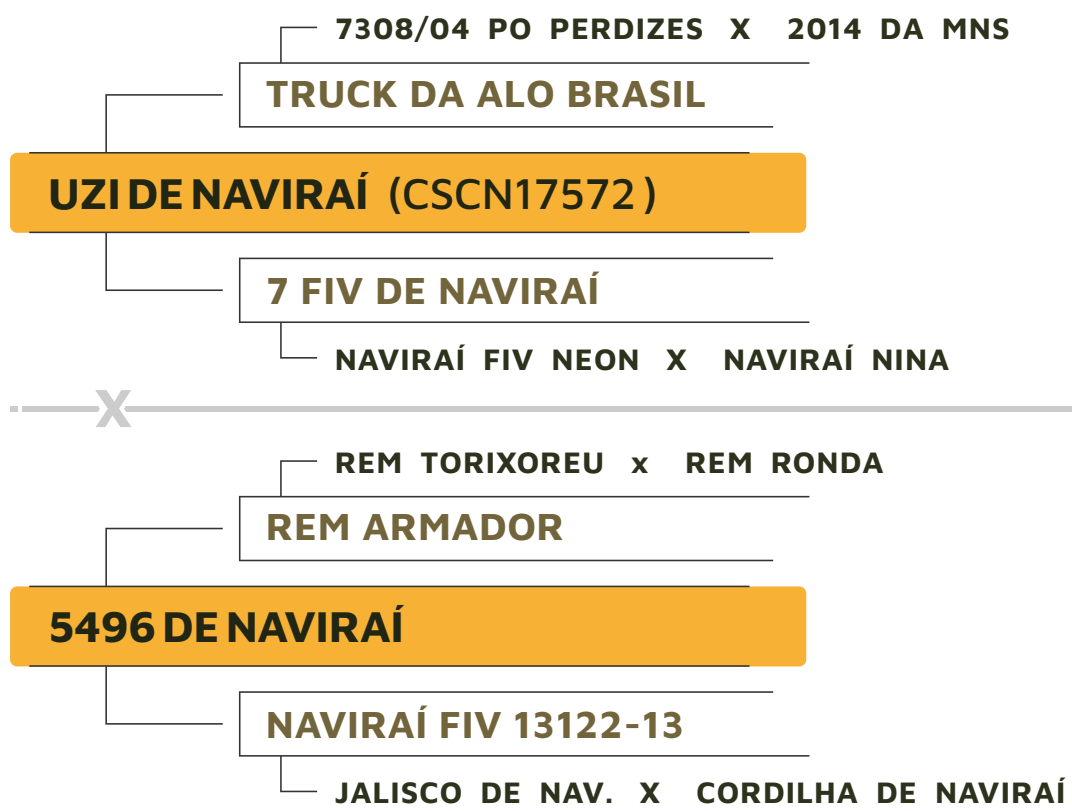 7308/04 PO PERDIZES X 2014 DA MNS
TRUCK DA ALO BRASIL
UZI DE NAVIRAÍ (CSCN17572)
7 FIV DE NAVIRAÍ
NAVIRAÍ FIV NEON X NAVIRAÍ NINA
X
REM TORIXOREU x REM RONDA
REM ARMADOR
5496 DE NAVIRAÍ
NAVIRAÍ FIV 13122-13
JALISCO DE NAV. X CORDILHA DE NAVIRAÍ